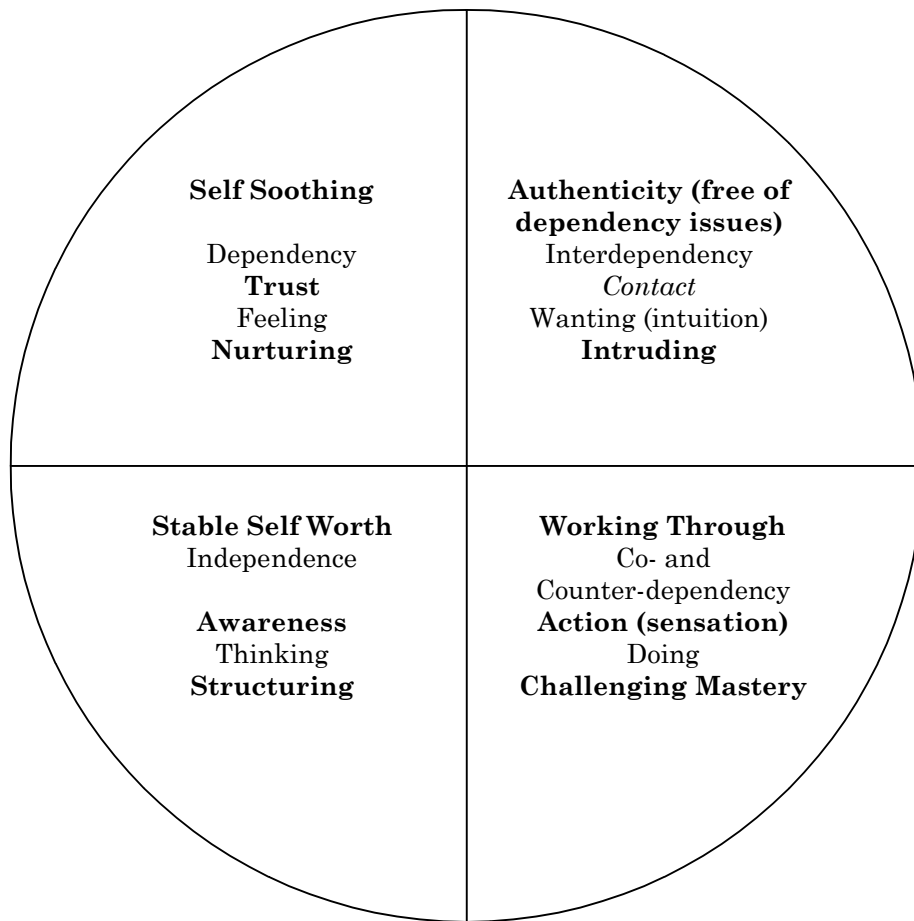 Self Soothing
Dependency
Trust
Feeling
Nurturing
Authenticity (free of
dependency issues)
Interdependency
Contact
Wanting (intuition)
Intruding
Stable Self Worth
Independence
Awareness
Thinking
Structuring
Working Through
Co- and
Counter-dependency
Action (sensation)
Doing
Challenging Mastery